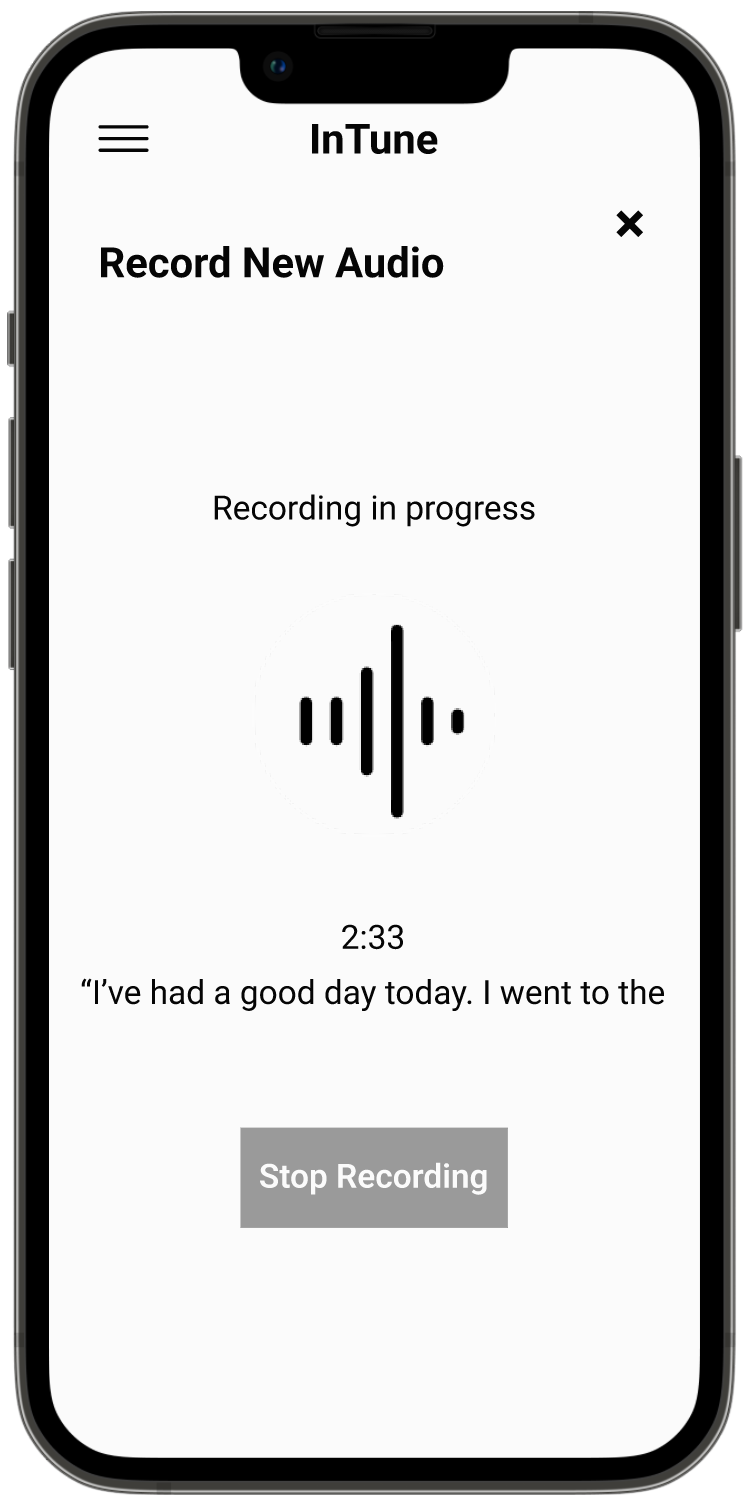 InTune
Record New Audio
Recording in progress
2:33
“I’ve had a good day today. I went to the
Stop Recording